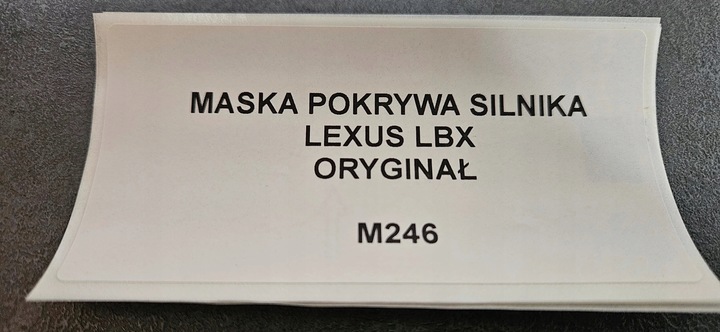 MASKA POKRYWA SILNIKA
LEXUS LBX
ORYGINAŁ
M246